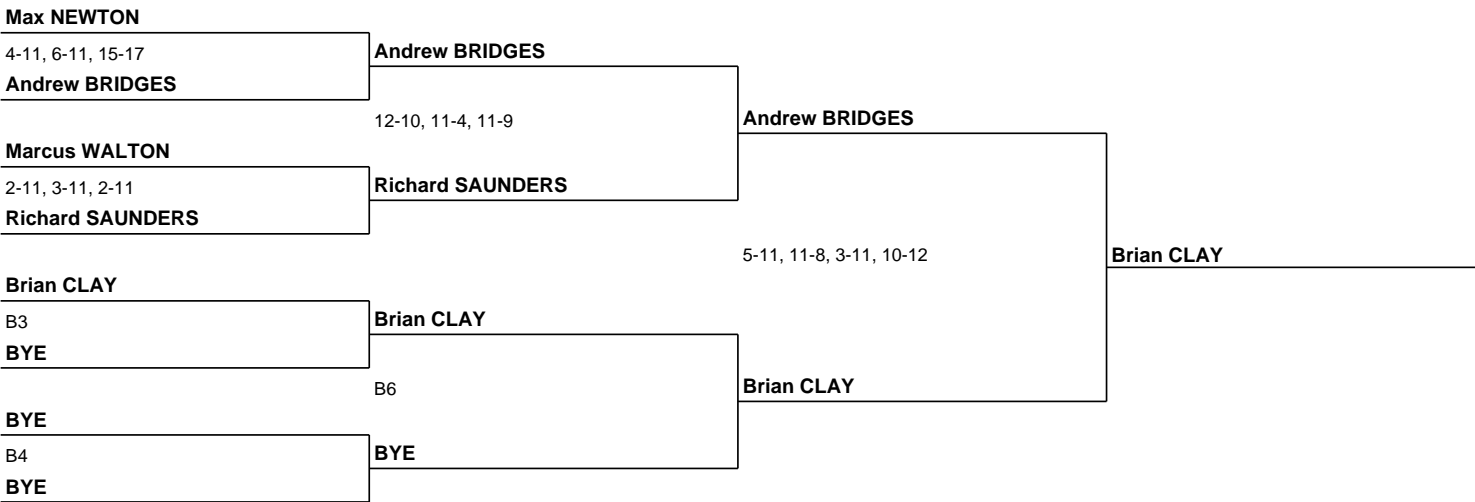 Max NEWTON
4-11, 6-11, 15-17
Andrew BRIDGES
Andrew BRIDGES
12-10, 11-4, 11-9
Andrew BRIDGES
Marcus WALTON
2-11, 3-11, 2-11
Richard SAUNDERS
Richard SAUNDERS
5-11, 11-8, 3-11, 10-12
Brian CLAY
Brian CLAY
B3
Brian CLAY
BYE
B6
Brian CLAY
BYE
B4
BYE
BYE